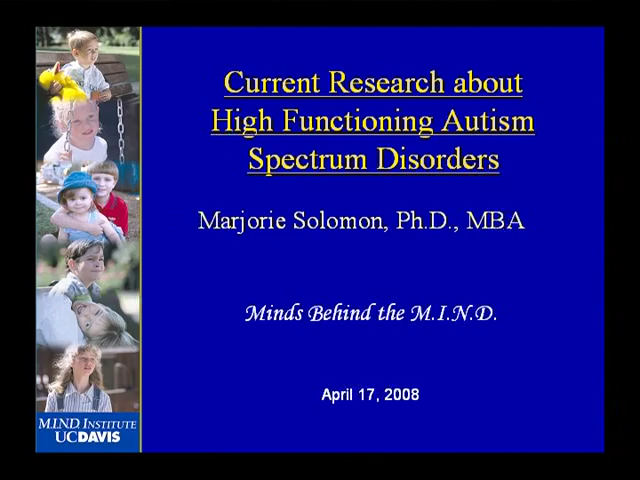 Current Research about
High Functioning Autism
Spectrum Disorders
Marjorie Solomon, Ph.D., MBA
Minds Behind the M.I.N.D.
April 17, 2008
M.I.N.D. INSTITUTE
UCDAVIS